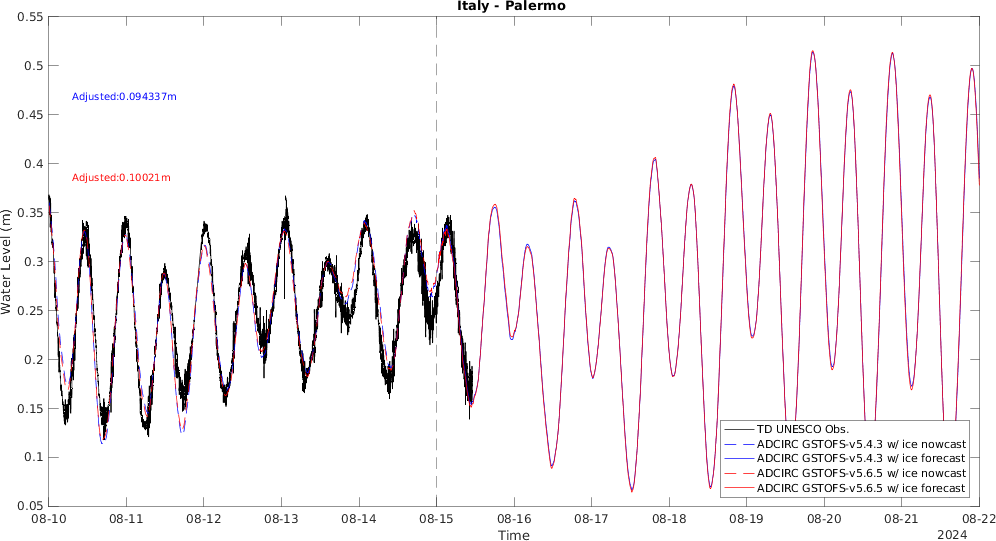 Italy - Palermo
0.55
0.5
0.45
0.4
0.35
0.3
0.25
0.2
0.15
0.1
0.05
Water Level (m)
Adjusted:0.094337m
Adjusted:0.10021m
TD UNESCO Obs.
ADCIRC GSTOFS-v5.4.3 w/ ice nowcast
ADCIRC GSTOFS-v5.4.3 w/ ice forecast
ADCIRC GSTOFS-v5.6.5 w/ ice nowcast
ADCIRC GSTOFS-v5.6.5 w/ ice forecast
08-10 08-11 08-12 08-13 08-14 08-15 08-16 08-17 08-18 08-19 08-20 08-21 08-22
Time
2024